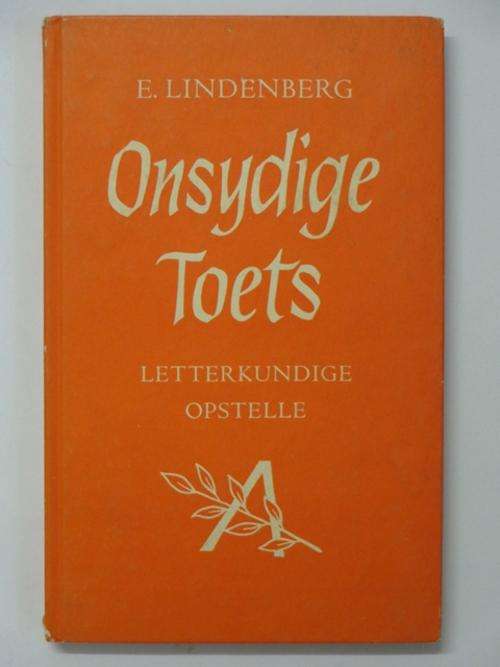 E. LINDENBERG
Onsydige
Toets
LETTERKUNDIGE
OPSTELLE
A